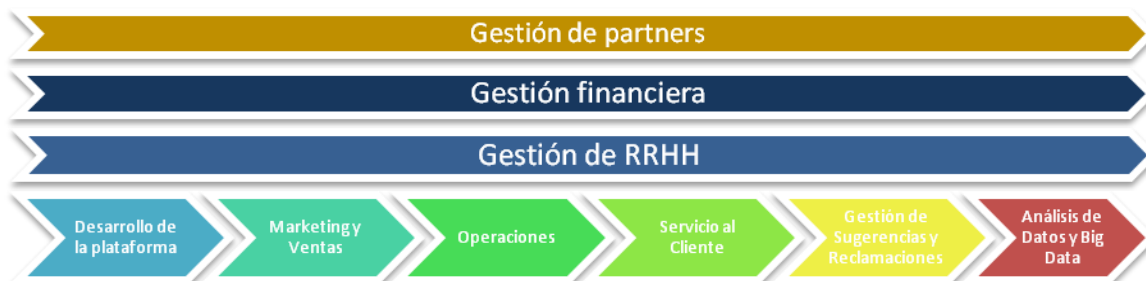 Gestión de partners
Gestión financiera
Gestión de RRHH
Desarrollo de
la plataforma
Marketing y
Ventas
Operaciones
Servicio al
Cliente
Gestión de
Sugerencias y
Reclamaciones
Análisis de
Datos y Big
Data